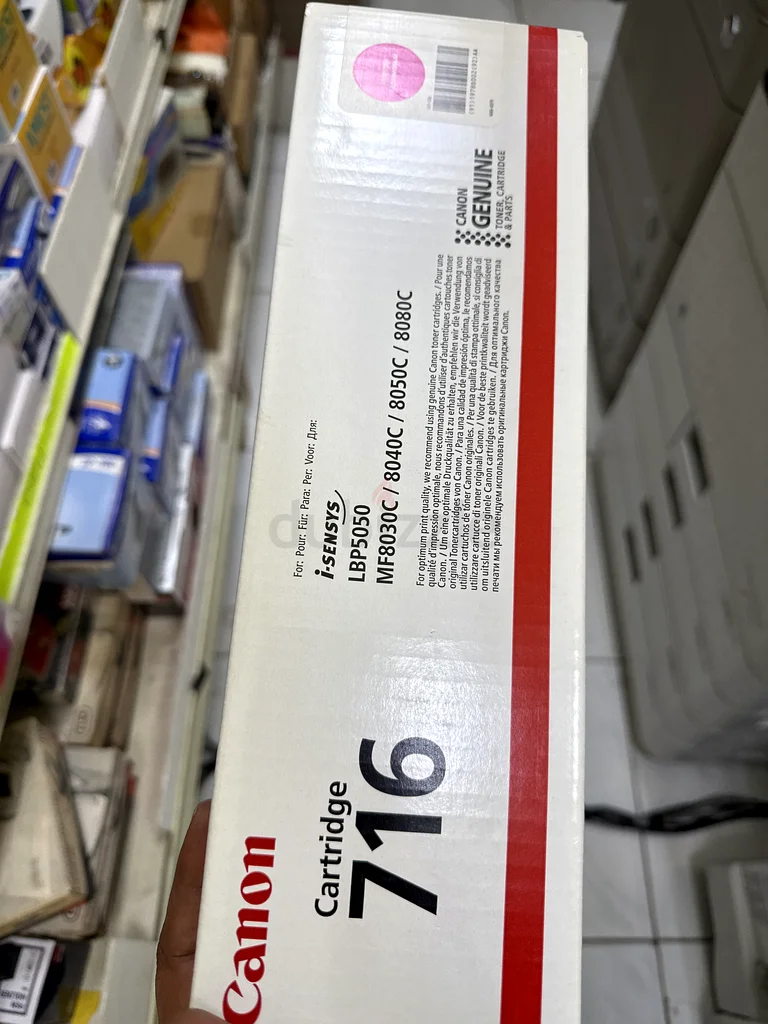 Canon
Cartridge
716
For: Pour: Für: Para: Per: Voor: Для:
i-SENSYS
LBP5050
MF8030C / 8040C / 8050C / 8080C
For optimum print quality, we recommend using genuine Canon toner cartridges. / Pour une
qualité d'impression optimale, nous recommandons d'utiliser d'authentiques cartouches toner
Canon. / Um eine optimale Druckqualität zu erhalten, empfehlen wir die Verwendung von
original Tonercartridges von Canon. / Para una calidad de impresión óptima, le recomendamos
utilizar cartuchos de tóner Canon originales. / Per una qualità di stampa ottimale, si consiglia di
utilizzare cartucce di toner originali Canon. / Voor de beste printkwaliteit wordt geadviseerd
om uitsluitend originele Canon cartridges te gebruiken. / Для оптимального качества
печати мы рекомендуем использовать оригинальные картриджи Canon.
CANON
GENUINE
TONER, CARTRIDGE
& PARTS